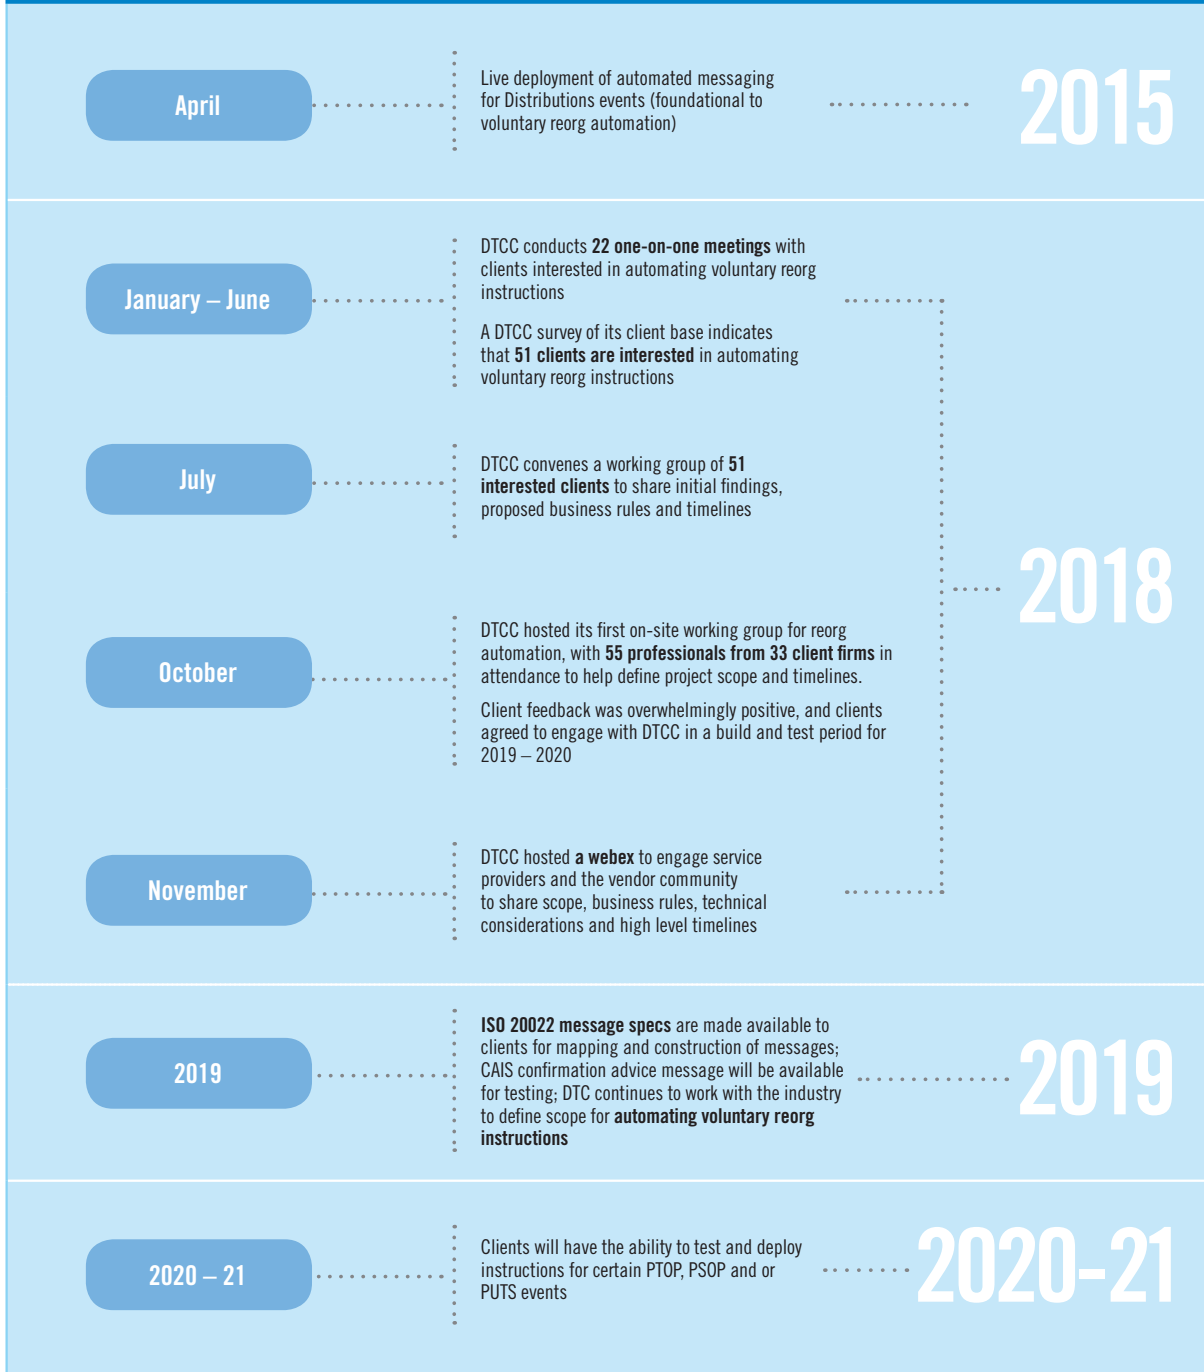 April
Live deployment of automated messaging
for Distributions events (foundational to
voluntary reorg automation)
2015
January – June
DTCC conducts 22 one-on-one meetings with
clients interested in automating voluntary reorg
instructions
A DTCC survey of its client base indicates
that 51 clients are interested in automating
voluntary reorg instructions
July
DTCC convenes a working group of 51
interested clients to share initial findings,
proposed business rules and timelines
2018
October
DTCC hosted its first on-site working group for reorg
automation, with 55 professionals from 33 client firms in
attendance to help define project scope and timelines.
Client feedback was overwhelmingly positive, and clients
agreed to engage with DTCC in a build and test period for
2019 – 2020
November
DTCC hosted a webex to engage service
providers and the vendor community
to share scope, business rules, technical
considerations and high level timelines
2019
ISO 20022 message specs are made available to
clients for mapping and construction of messages;
CAIS confirmation advice message will be available
for testing; DTC continues to work with the industry
to define scope for automating voluntary reorg
instructions
2019
2020 – 21
Clients will have the ability to test and deploy
instructions for certain PTOP, PSOP and or
PUTS events
2020-21